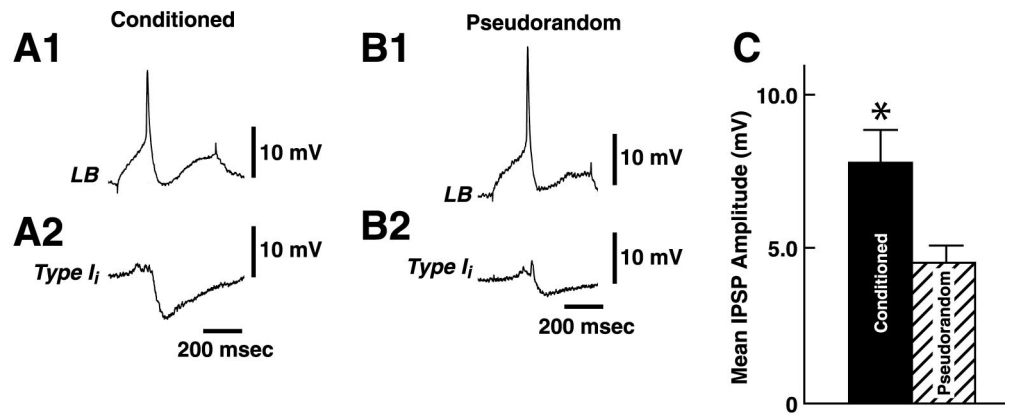 Conditioned
A1
LB
10 mV
A2
Type Ii
10 mV
200 msec
Pseudorandom
B1
LB
10 mV
B2
Type Ii
10 mV
200 msec
C
Mean IPSP Amplitude (mV)
10.0
5.0
0
*
Conditioned
Pseudorandom